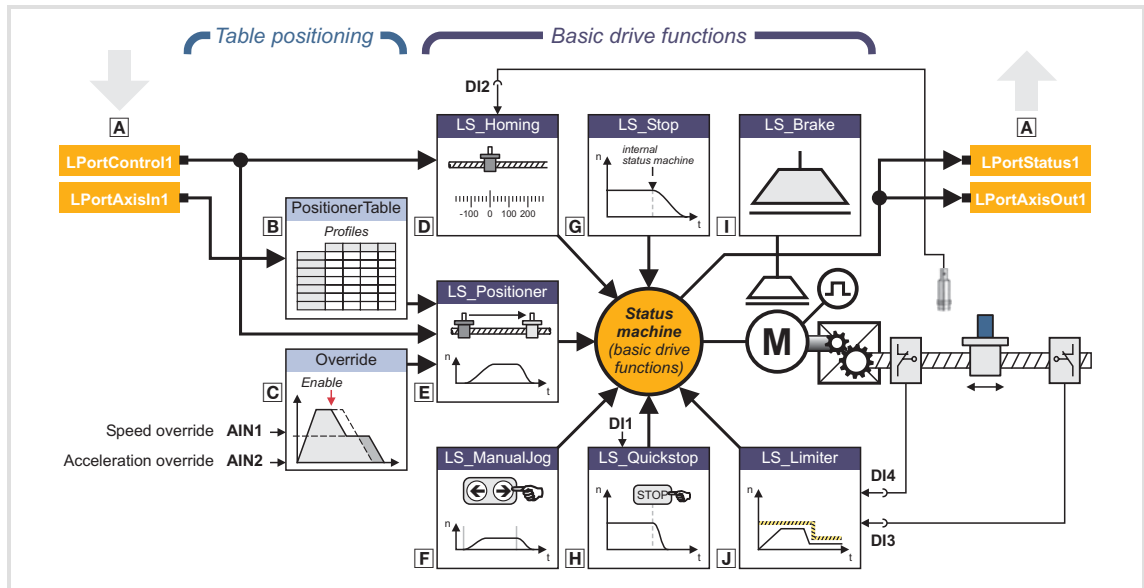 Table positioning
Basic drive functions
A
A
DI2
LS_Homing
LS_Stop
LS_Brake
LPortControl1
LPortStatus1
n
internal
status machine
LPortAxisIn1
LPortAxisOut1
B
PositionerTable
Profiles
-100 0 100 200
D
G
t
I
LS_Positioner
Status
machine
(basic drive
functions)
M
C
Override
Enable
E
Speed override AIN1
Acceleration override AIN2
t
DI1
LS_ManualJog
LS_Quickstop
LS_Limiter
DI4
STOP
n
n
n
DI3
F
t
H
t
J
t